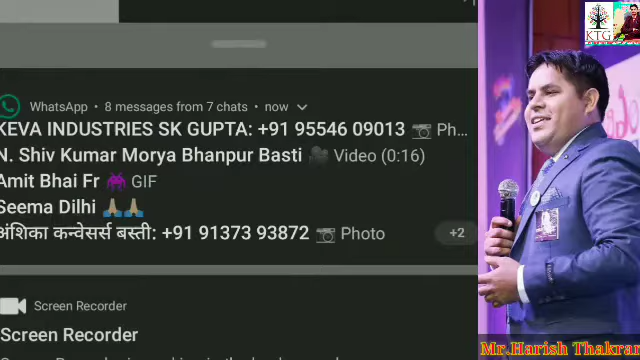 KTG
WhatsApp • 8 messages from 7 chats • now
KEVA INDUSTRIES SK GUPTA: +91 95546 09013 📷 Ph...
N. Shiv Kumar Morya Bhanpur Basti 🎥 Video (0:16)
Amit Bhai Fr 👾 GIF
Seema Dilhi 🙏🏽🙏🏽
अंशिका कन्वेसर्स बस्ती: +91 91373 93872 📷 Photo
+2
Screen Recorder
Screen Recorder
Mr.Harish Thakran